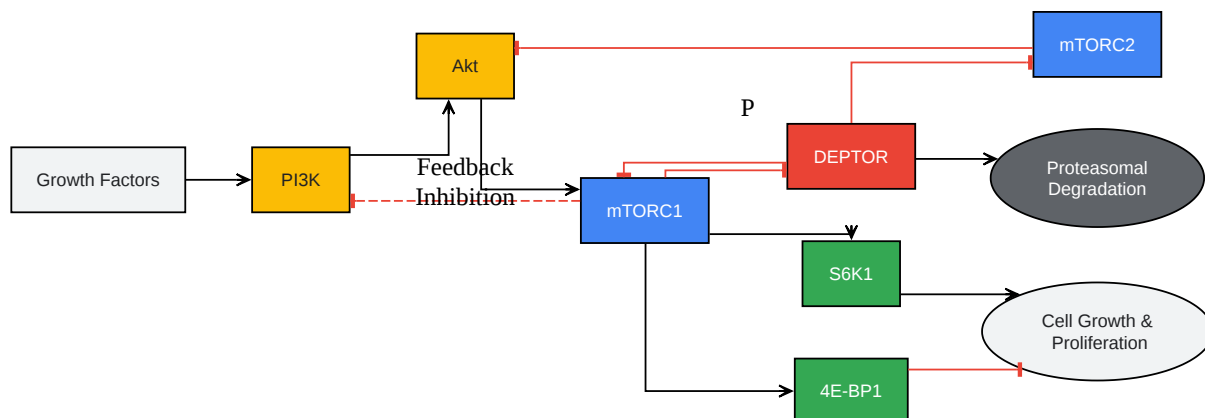 Akt
mTORC2
P
DEPTOR
Growth Factors
PI3K
Feedback
Inhibition
mTORC1
Proteasomal
Degradation
S6K1
Cell Growth &
Proliferation
4E-BP1